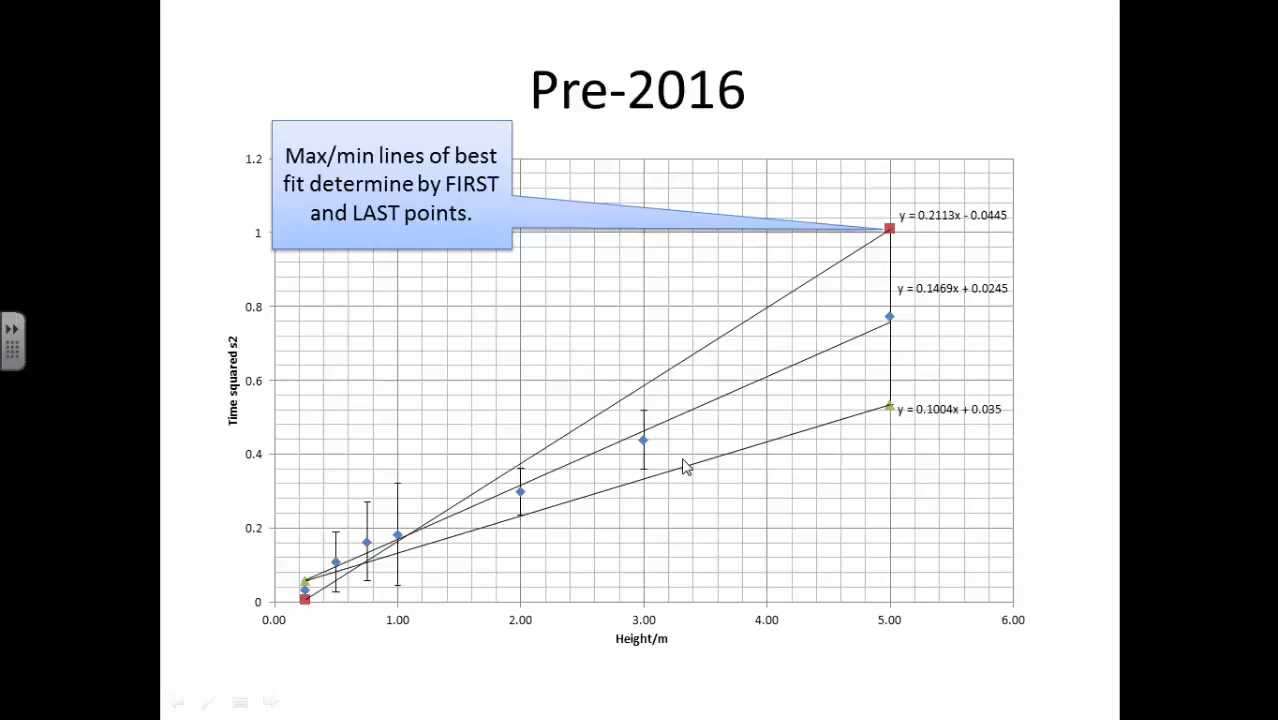 Pre-2016
Max/min lines of best
fit determine by FIRST
and LAST points.
1.2
1
0.8
0.6
0.4
0.2
0
Time squared s2
y = 0.2113x - 0.0445
y = 0.1469x + 0.0245
y = 0.1004x + 0.035
0.00 1.00 2.00 3.00 4.00 5.00 6.00
Height/m